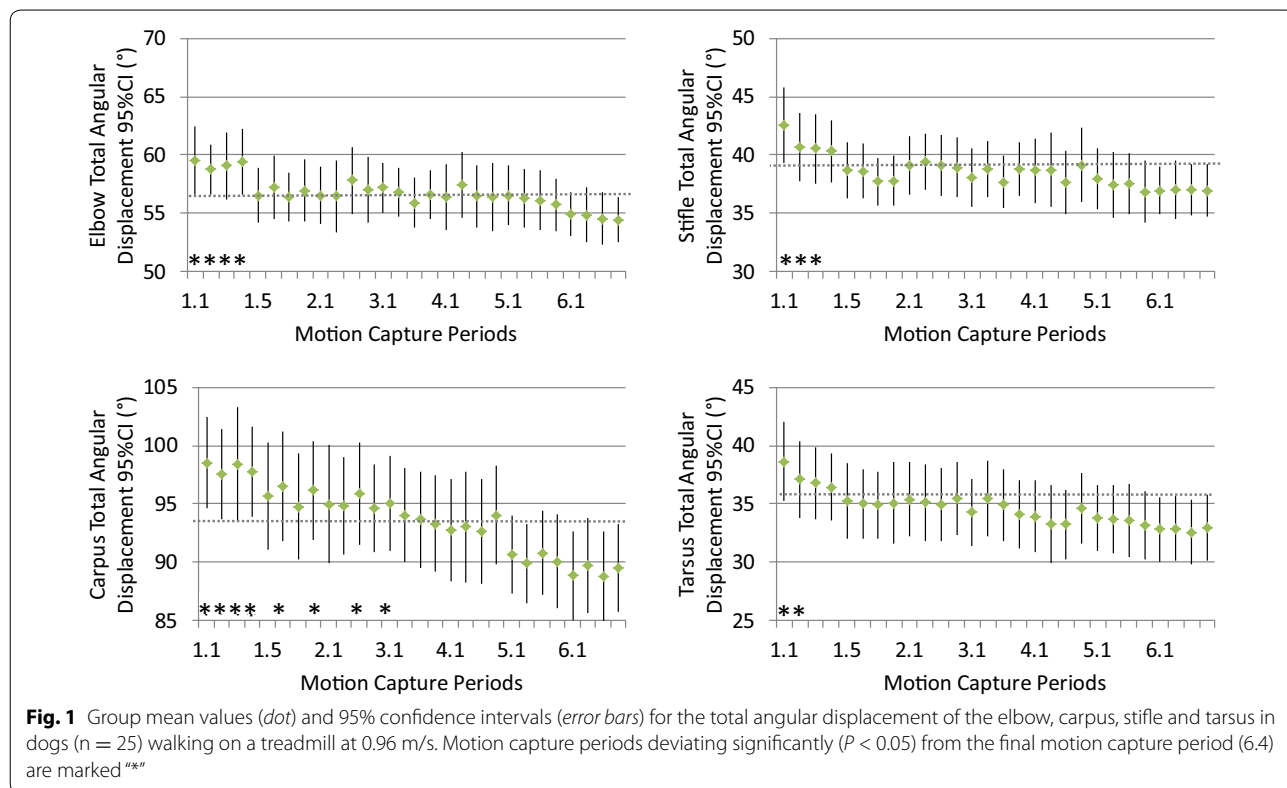 70
65
60
55
50
Elbow Total Angular
Displacement 95%CI (°)
****
1.1 1.5 2.1 3.1 4.1 5.1 6.1
Motion Capture Periods
50
45
40
35
30
Stifle Total Angular
Displacement 95%CI (°)
***
1.1 1.5 2.1 3.1 4.1 5.1 6.1
Motion Capture Periods
105
100
95
90
85
Carpus Total Angular
Displacement 95%CI (°)
**** * * * *
1.1 1.5 2.1 3.1 4.1 5.1 6.1
Motion Capture Periods
45
40
35
30
25
Tarsus Total Angular
Displacement 95%CI (°)
**
1.1 1.5 2.1 3.1 4.1 5.1 6.1
Motion Capture Periods
Fig. 1 Group mean values (dot) and 95% confidence intervals (error bars) for the total angular displacement of the elbow, carpus, stifle and tarsus in
dogs (n = 25) walking on a treadmill at 0.96 m/s. Motion capture periods deviating significantly (P < 0.05) from the final motion capture period (6.4)
are marked “*”